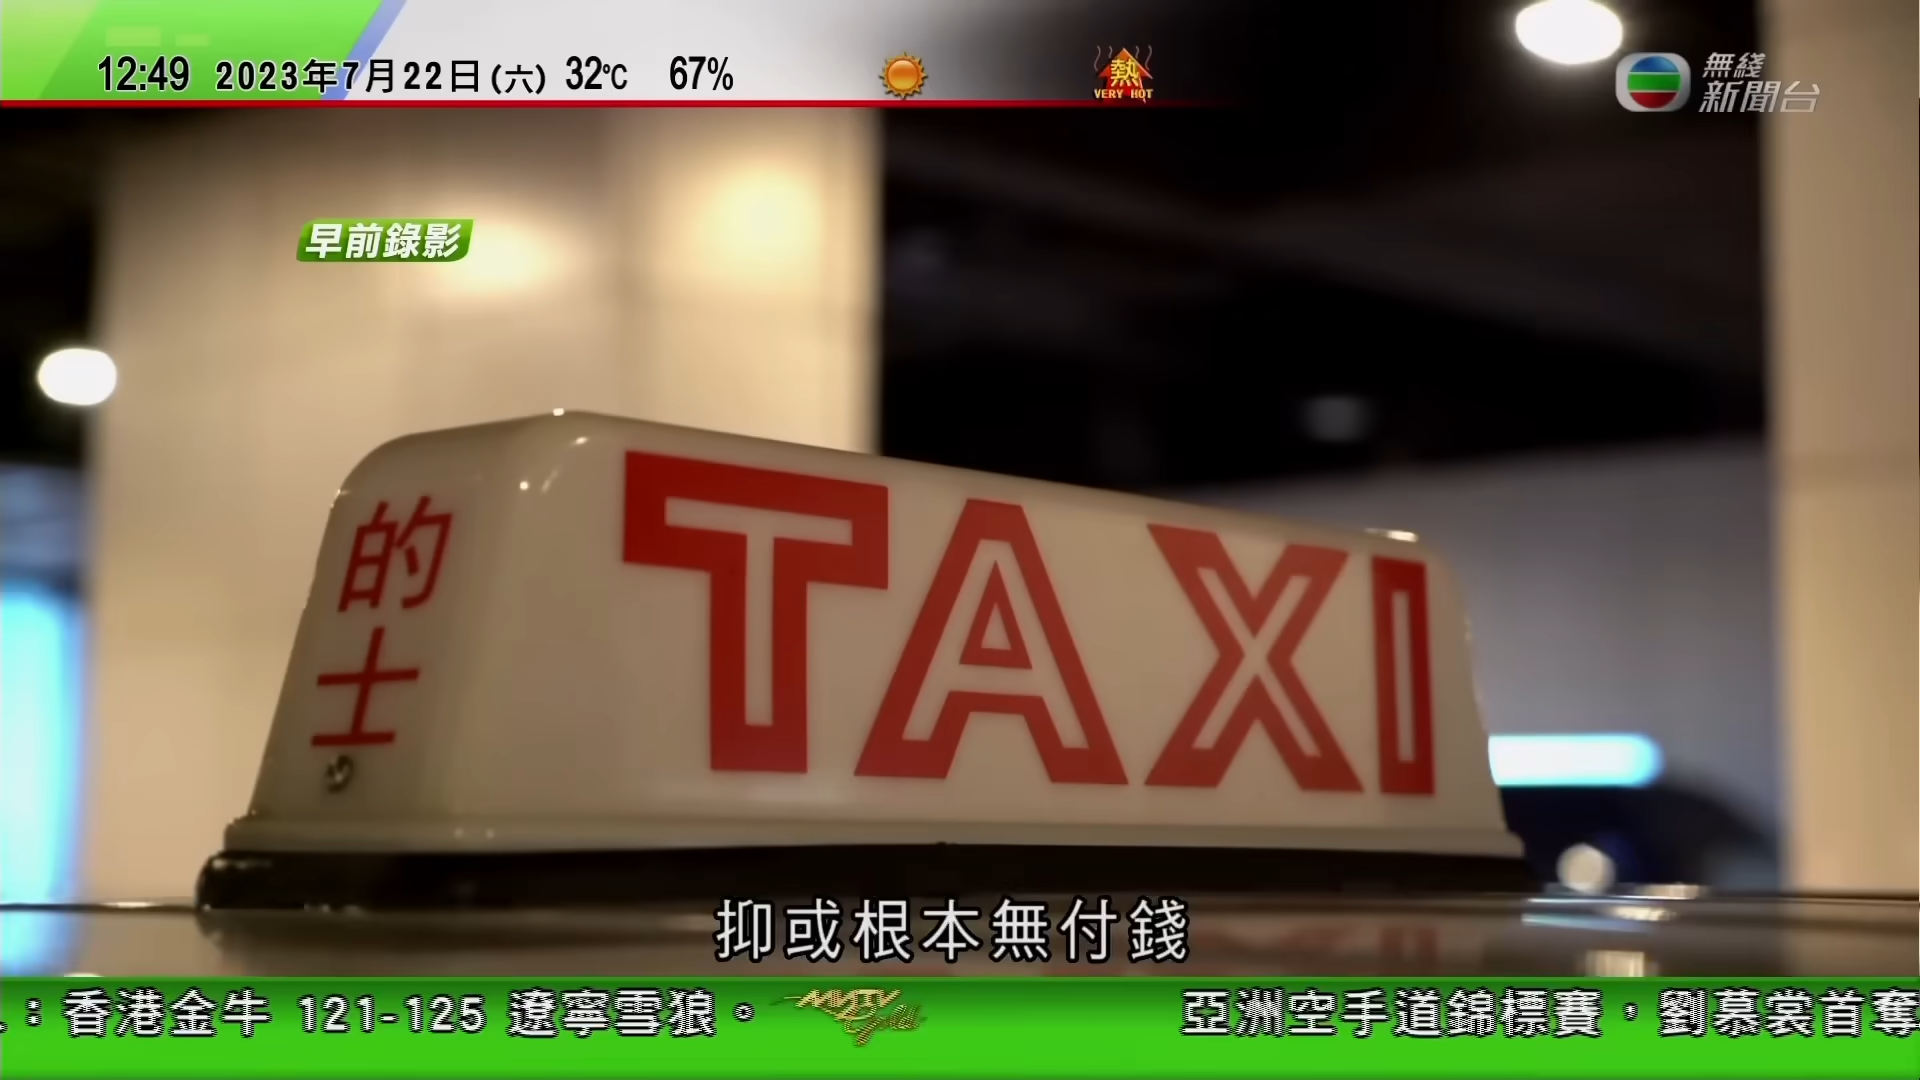 12:49 2023年7月22日(六) 32℃ 67%
熱
VERY HOT
無綫
新聞台
早前錄影
的士
TAXI
抑或根本無付錢
：香港金牛 121-125 遼寧雪狼。
亞洲空手道錦標賽，劉慕裳首奪